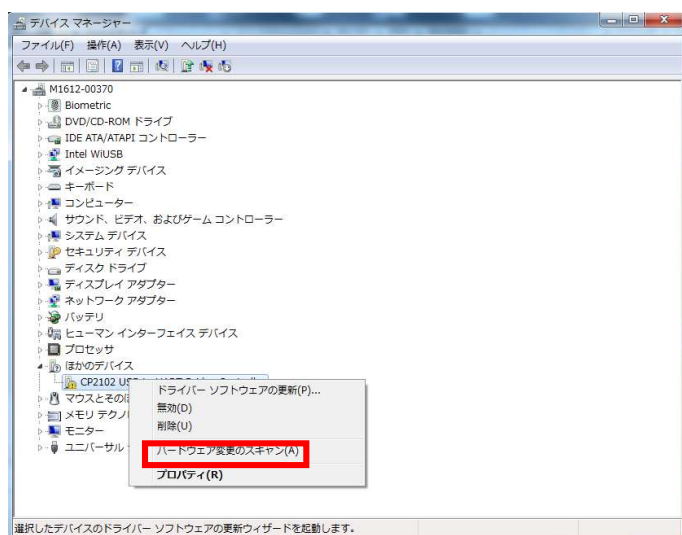 デバイス マネージャー
ファイル(F) 操作(A) 表示(V) ヘルプ(H)
M1612-00370
Biometric
DVD/CD-ROM ドライブ
IDE ATA/ATAPI コントローラー
Intel WiUSB
イメージング デバイス
キーボード
コンピューター
サウンド、ビデオ、およびゲーム コントローラー
システム デバイス
セキュリティ デバイス
ディスク ドライブ
ディスプレイ アダプター
ネットワーク アダプター
バッテリ
ヒューマン インターフェイス デバイス
プロセッサ
ほかのデバイス
CP2102
マウスとその
メモリ テクノ
モニター
ユニバーサル
ドライバー ソフトウェアの更新(P)...
無効(D)
削除(U)
ハードウェア変更のスキャン(A)
プロパティ(R)
選択したデバイスのドライバー ソフトウェアの更新ウィザードを起動します。